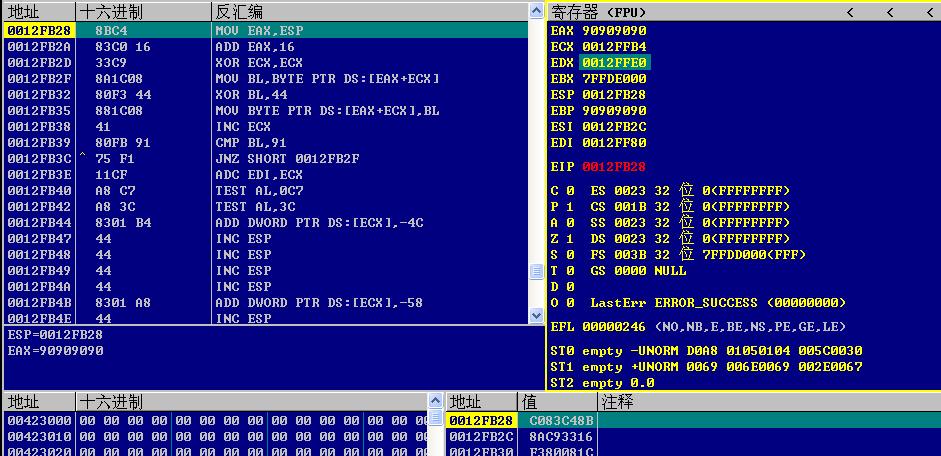 地址 十六进制 反汇编
0012FB28 8BC4 MOV EAX,ESP
0012FB2A 83C0 16 ADD EAX,16
0012FB2D 33C9 XOR ECX,ECX
0012FB2F 8A1C08 MOV BL,BYTE PTR DS:[EAX+ECX]
0012FB32 80F3 44 XOR BL,44
0012FB35 881C08 MOV BYTE PTR DS:[EAX+ECX],BL
0012FB38 41 INC ECX
0012FB39 80FB 91 CMP BL,91
0012FB3C ^ 75 F1 JNZ SHORT 0012FB2F
0012FB3E 11CF ADC EDI,ECX
0012FB40 A8 C7 TEST AL,0C7
0012FB42 A8 3C TEST AL,3C
0012FB44 8301 B4 ADD DWORD PTR DS:[ECX],-4C
0012FB47 44 INC ESP
0012FB48 44 INC ESP
0012FB49 44 INC ESP
0012FB4A 44 INC ESP
0012FB4B 8301 A8 ADD DWORD PTR DS:[ECX],-58
0012FB4E 44 INC ESP
ESP=0012FB28
EAX=90909090
寄存器 (FPU) < < <
EAX 90909090
ECX 0012FFB4
EDX 0012FFE0
EBX 7FFDE000
ESP 0012FB28
EBP 90909090
ESI 0012FB2C
EDI 0012FF80
EIP 0012FB28
C 0 ES 0023 32 位 0(FFFFFFFF)
P 1 CS 001B 32 位 0(FFFFFFFF)
A 0 SS 0023 32 位 0(FFFFFFFF)
Z 1 DS 0023 32 位 0(FFFFFFFF)
S 0 FS 003B 32 位 7FFDD000(FFF)
T 0 GS 0000 NULL
D 0
O 0 LastErr ERROR_SUCCESS (00000000)
EFL 00000246 (NO,NB,E,BE,NS,PE,GE,LE)
ST0 empty -UNORM D0A8 01050104 005C0030
ST1 empty +UNORM 0069 006E0069 002E0067
ST2 empty 0.0
地址 十六进制
00423000 00 00 00 00 00 00 00 00 00 00 00 00 00
00423010 00 00 00 00 00 00 00 00 00 00 00 00 00
00423020 00 00 00 00 00 00 00 00 00 00 00 00 00
地址 值 注释
0012FB28 C083C48B
0012FB2C 8AC93316
0012FB30 F380081C